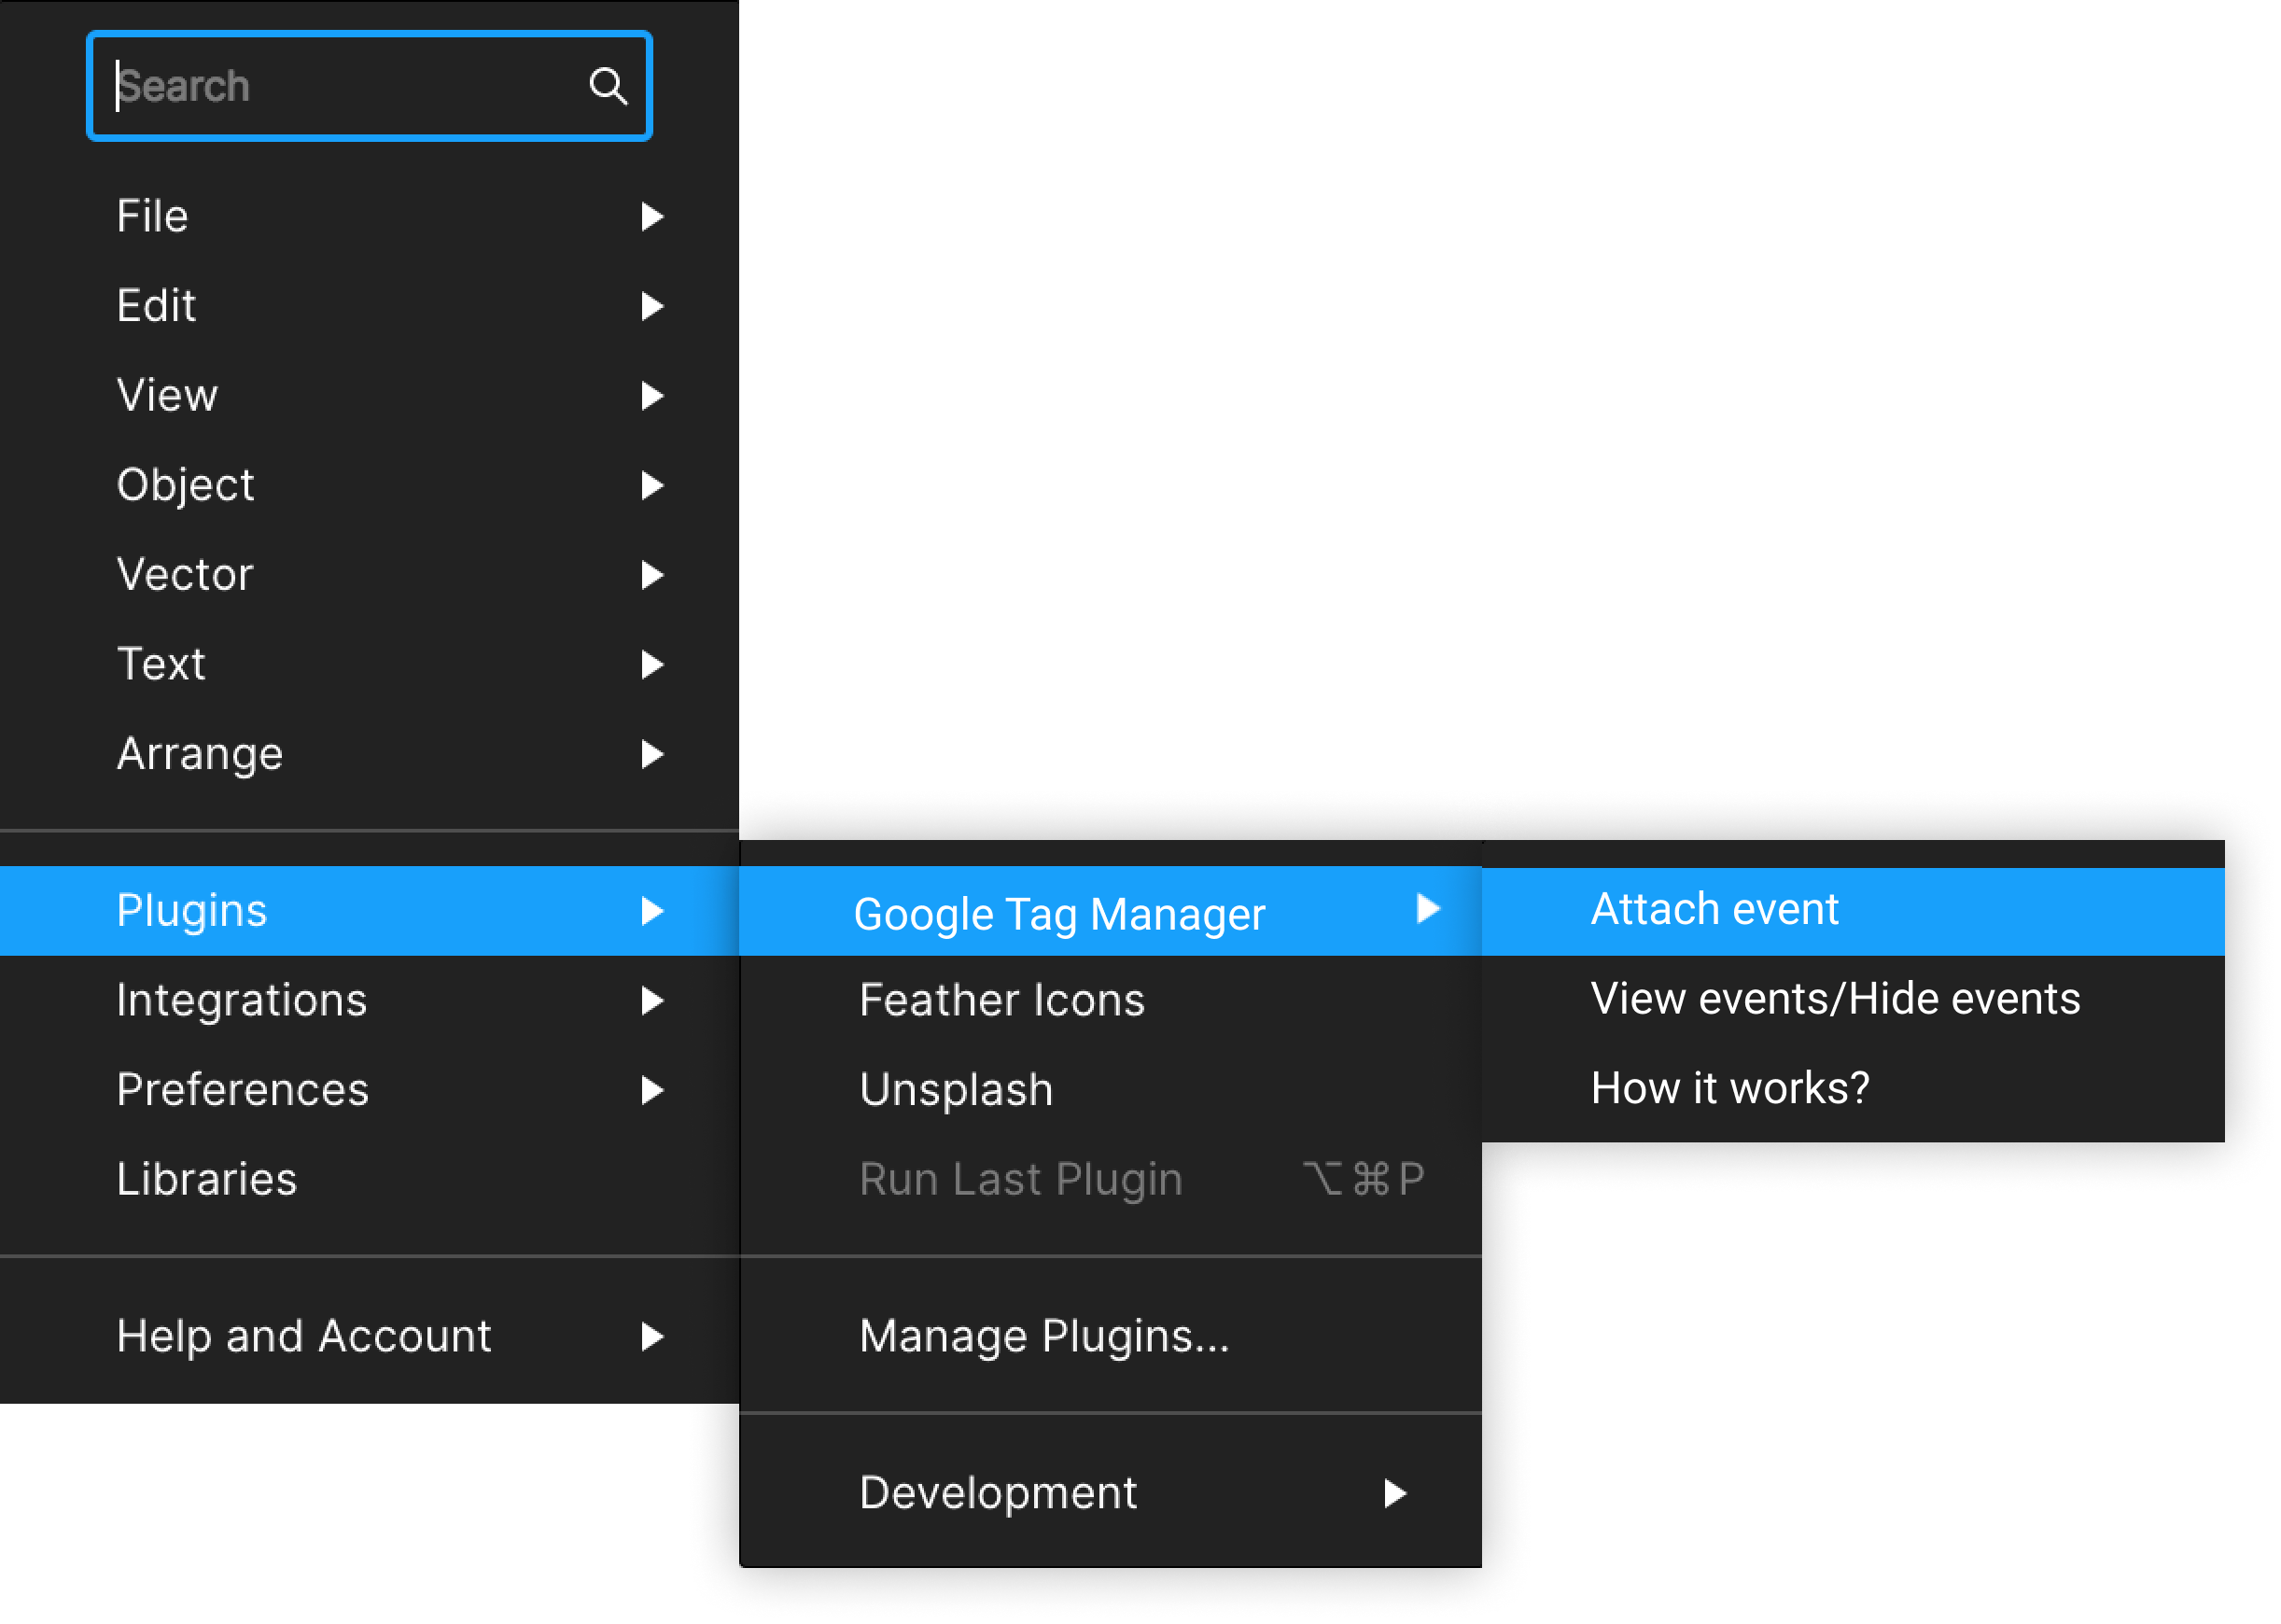 Search
File
Edit
View
Object
Vector
Text
Arrange
Plugins
Integrations
Preferences
Libraries
Help and Account
Google Tag Manager
Feather Icons
Unsplash
Run Last Plugin ⌥⌘P
Manage Plugins...
Development
Attach event
View events/Hide events
How it works?